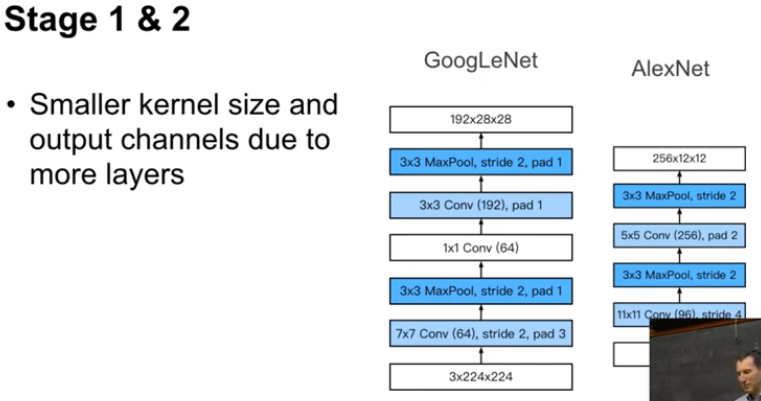 Stage 1 & 2
• Smaller kernel size and
output channels due to
more layers
GoogLeNet
192x28x28
3x3 MaxPool, stride 2, pad 1
3x3 Conv (192), pad 1
1x1 Conv (64)
3x3 MaxPool, stride 2, pad 1
7x7 Conv (64), stride 2, pad 3
3x224x224
AlexNet
256x12x12
3x3 MaxPool, stride 2
5x5 Conv (256), pad 2
3x3 MaxPool, stride 2
11x11 Conv (96), stride 4